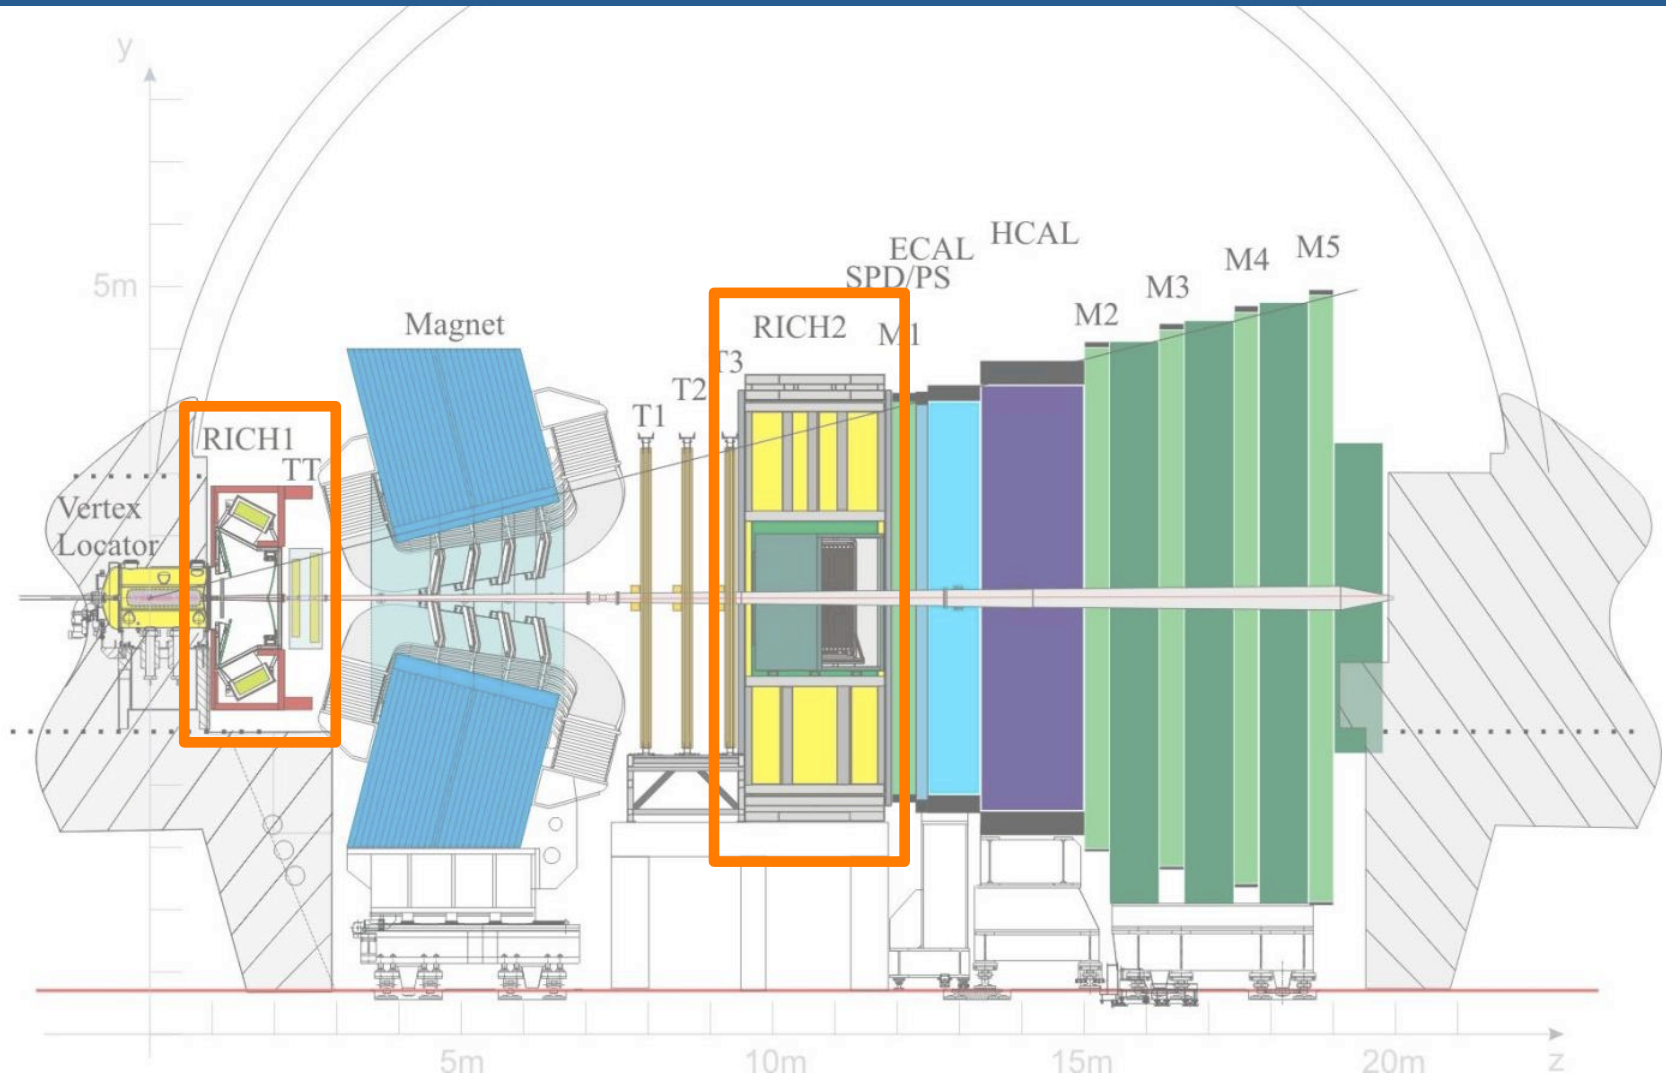 y
5m
Vertex
Locator
RICH1
TT
Magnet
T1
T2
T3
RICH2
M1
SPD/PS
ECAL
HCAL
M2
M3
M4
M5
5m
10m
15m
20m
z